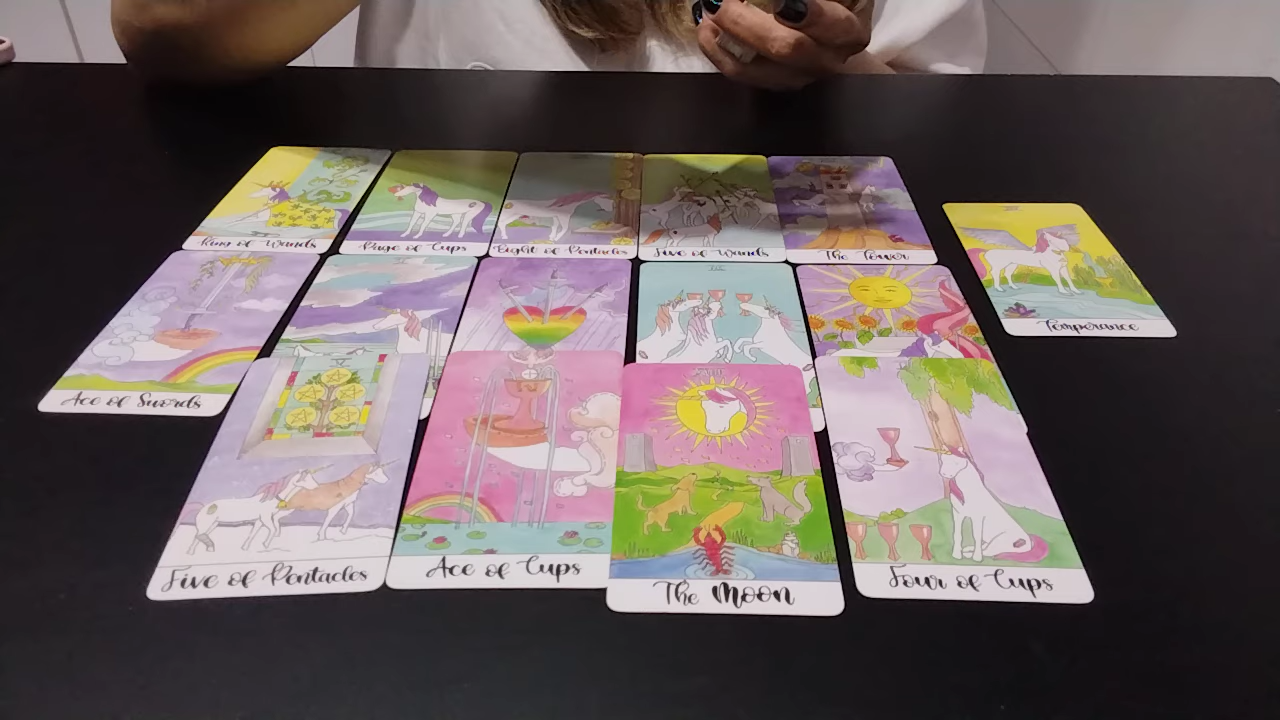 King of Wands
Page of Cups
Eight of Pentacles
Five of Wands
The Tower
Temperance
Ace of Swords
III
V
Five of Pentacles
Ace of Cups
The Moon
Four of Cups